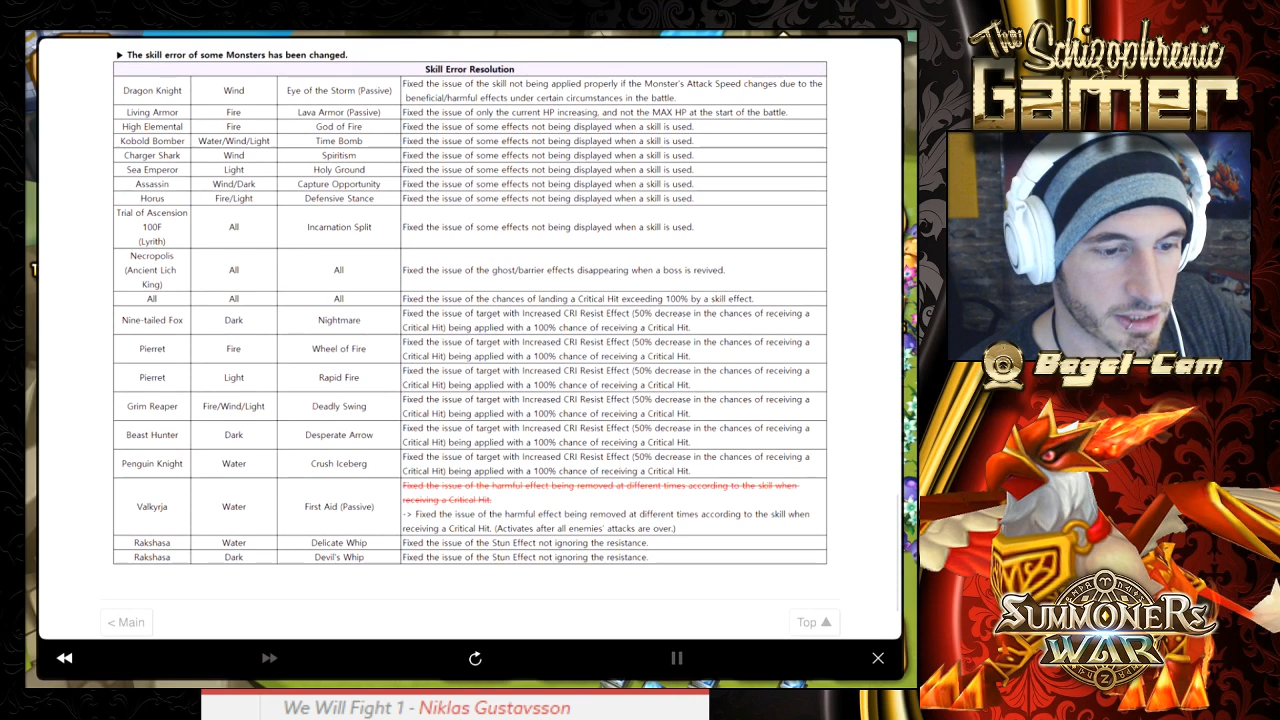 ▶ The skill error of some Monsters has been changed.
Skill Error Resolution
Dragon Knight Wind Eye of the Storm (Passive) Fixed the issue of the skill not being applied properly if the Monster's Attack Speed changes due to the
beneficial/harmful effects under certain circumstances in the battle.
Living Armor Fire Lava Armor (Passive) Fixed the issue of only the current HP increasing, and not the MAX HP at the start of the battle.
High Elemental Fire God of Fire Fixed the issue of some effects not being displayed when a skill is used.
Kobold Bomber Water/Wind/Light Time Bomb Fixed the issue of some effects not being displayed when a skill is used.
Charger Shark Wind Spiritism Fixed the issue of some effects not being displayed when a skill is used.
Sea Emperor Light Holy Ground Fixed the issue of some effects not being displayed when a skill is used.
Assassin Wind/Dark Capture Opportunity Fixed the issue of some effects not being displayed when a skill is used.
Horus Fire/Light Defensive Stance Fixed the issue of some effects not being displayed when a skill is used.
Trial of Ascension
100F All Incarnation Split Fixed the issue of some effects not being displayed when a skill is used.
(Lyrith)
Necropolis
(Ancient Lich All All Fixed the issue of the ghost/barrier effects disappearing when a boss is revived.
King)
All All All Fixed the issue of the chances of landing a Critical Hit exceeding 100% by a skill effect.
Nine-tailed Fox Dark Nightmare Fixed the issue of target with Increased CRI Resist Effect (50% decrease in the chances of receiving a
Critical Hit) being applied with a 100% chance of receiving a Critical Hit.
Pierret Fire Wheel of Fire Fixed the issue of target with Increased CRI Resist Effect (50% decrease in the chances of receiving a
Critical Hit) being applied with a 100% chance of receiving a Critical Hit.
Pierret Light Rapid Fire Fixed the issue of target with Increased CRI Resist Effect (50% decrease in the chances of receiving a
Critical Hit) being applied with a 100% chance of receiving a Critical Hit.
Grim Reaper Fire/Wind/Light Deadly Swing Fixed the issue of target with Increased CRI Resist Effect (50% decrease in the chances of receiving a
Critical Hit) being applied with a 100% chance of receiving a Critical Hit.
Beast Hunter Dark Desperate Arrow Fixed the issue of target with Increased CRI Resist Effect (50% decrease in the chances of receiving a
Critical Hit) being applied with a 100% chance of receiving a Critical Hit.
Penguin Knight Water Crush Iceberg Fixed the issue of target with Increased CRI Resist Effect (50% decrease in the chances of receiving a
Critical Hit) being applied with a 100% chance of receiving a Critical Hit.
Valkyrja Water First Aid (Passive) Fixed the issue of the harmful effect being removed at different times according to the skill when
receiving a Critical Hit.
-> Fixed the issue of the harmful effect being removed at different times according to the skill when
receiving a Critical Hit. (Activates after all enemies' attacks are over.)
Rakshasa Water Delicate Whip Fixed the issue of the Stun Effect not ignoring the resistance.
Rakshasa Dark Devil's Whip Fixed the issue of the Stun Effect not ignoring the resistance.
< Main
Top ▲
The Schizophrenic
Gamer
Bagel-Cam
SUMMONERS
WAR
We Will Fight 1 - Niklas Gustavsson